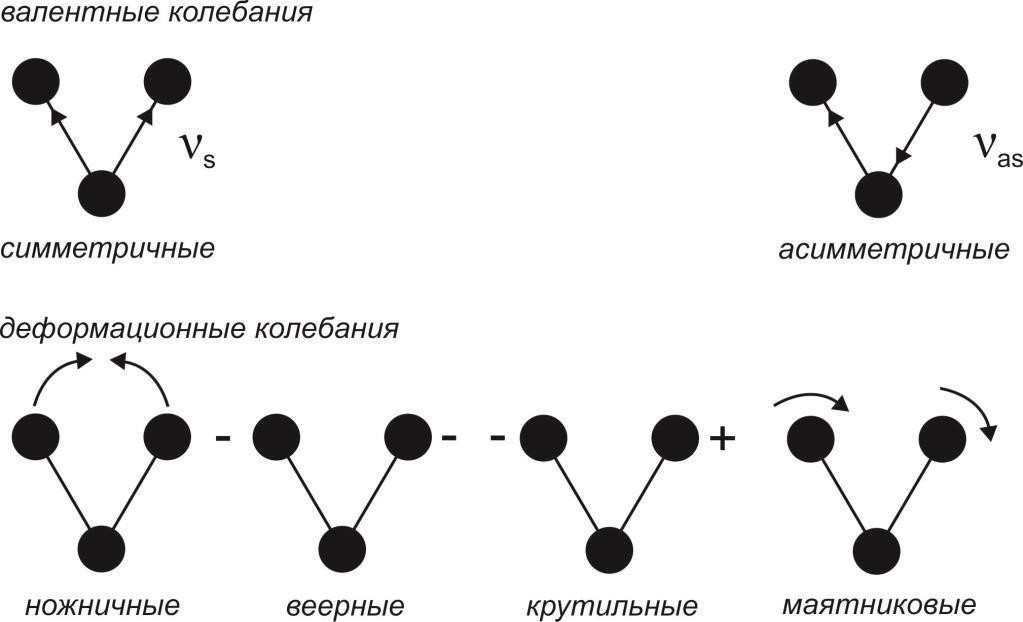 валентные колебания
νs
νas
симметричные
асимметричные
деформационные колебания
- - - +
ножничные
веерные
крутильные
маятниковые